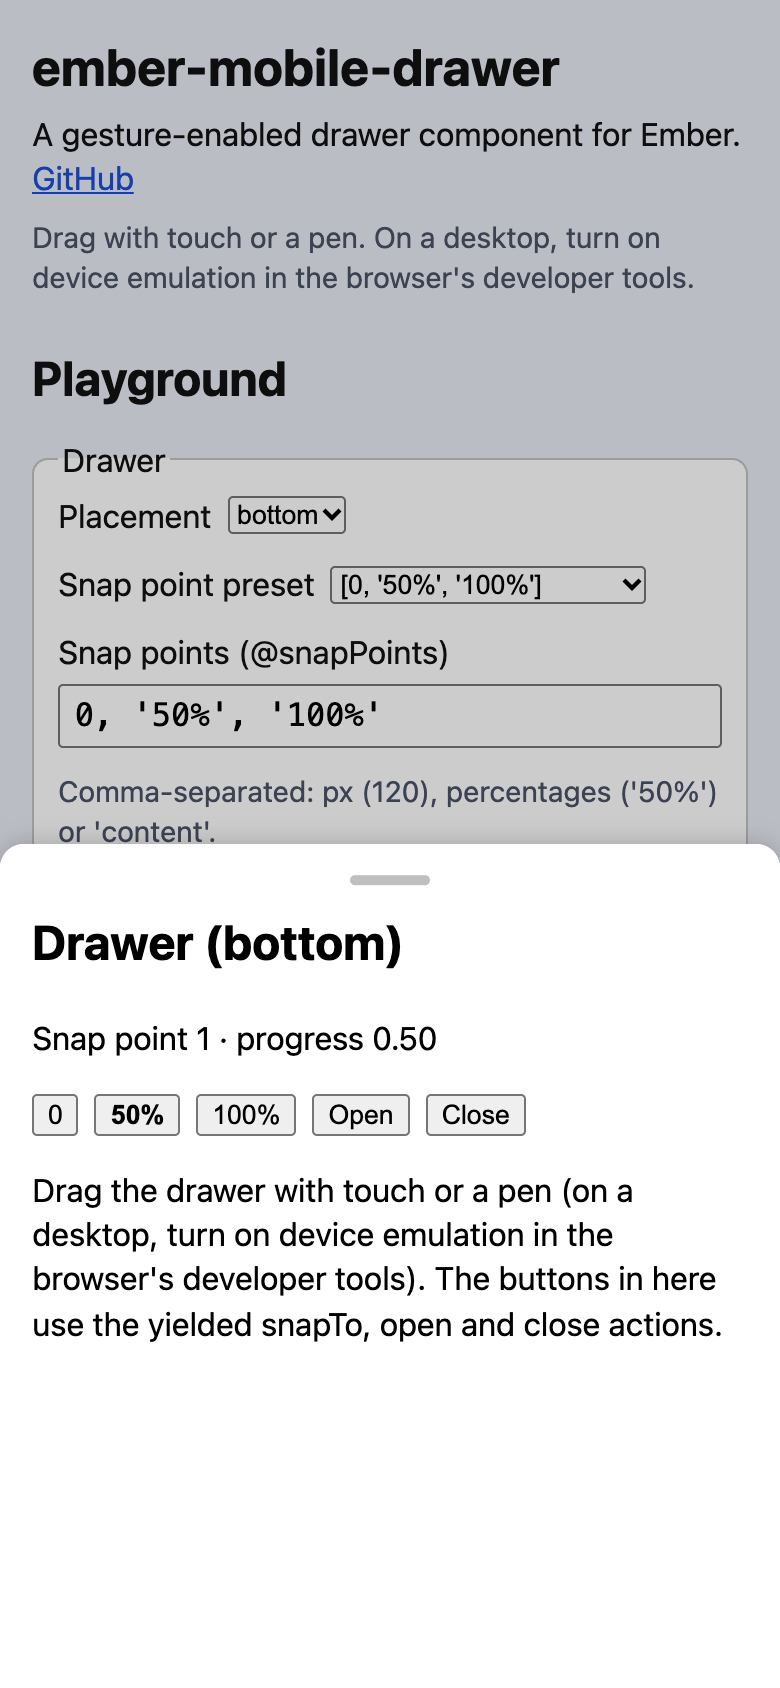 ember-mobile-drawer
A gesture-enabled drawer component for Ember.
GitHub
Drag with touch or a pen. On a desktop, turn on
device emulation in the browser's developer tools.
Playground
Drawer
Placement bottom
Snap point preset [0, '50%', '100%']
Snap points (@snapPoints)
0, '50%', '100%'
Comma-separated: px (120), percentages ('50%')
or 'content'.
Drawer (bottom)
Snap point 1 · progress 0.50
0 50% 100% Open Close
Drag the drawer with touch or a pen (on a
desktop, turn on device emulation in the
browser's developer tools). The buttons in here
use the yielded snapTo, open and close actions.